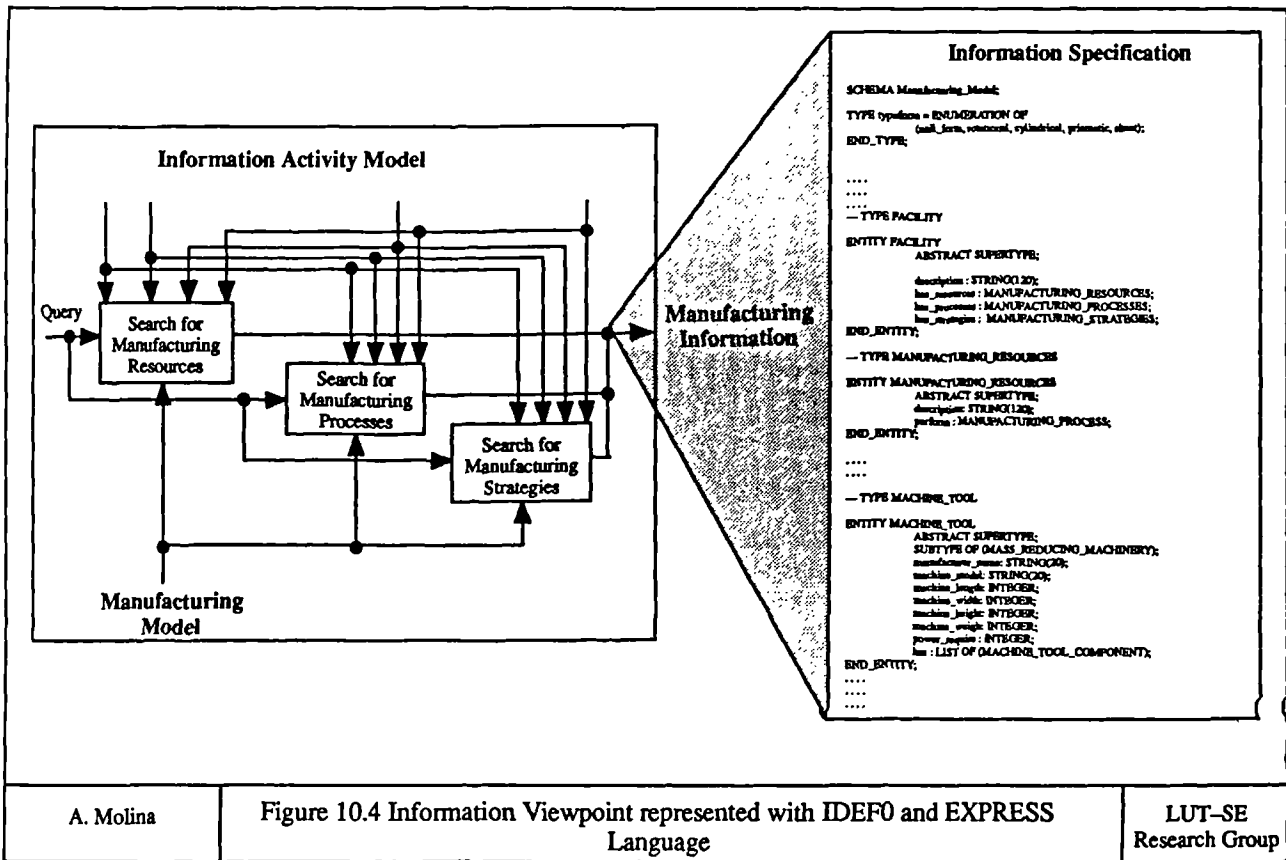 Information Activity Model
Query
Search for
Manufacturing
Resources
Search for
Manufacturing
Processes
Search for
Manufacturing
Strategies
Manufacturing
Model
Manufacturing
Information
Information Specification
SCHEMA Manufacturing_Model;
TYPE typeform = ENUMERATION OF
rotational, cylindrical, prismatic, sheet);
END_TYPE;
....
....
....
— TYPE FACILITY
ENTITY FACILITY
ABSTRACT SUPERTYPE;
description : STRING(120);
has_resources : MANUFACTURING_RESOURCES;
has_processes : MANUFACTURING_PROCESSES;
has_strategies : MANUFACTURING_STRATEGIES;
END_ENTITY;
— TYPE MANUFACTURING_RESOURCES
ENTITY MANUFACTURING_RESOURCES
ABSTRACT SUPERTYPE;
description: STRING(120);
perform : MANUFACTURING_PROCESS;
END_ENTITY;
....
....
— TYPE MACHINE_TOOL
ENTITY MACHINE_TOOL
ABSTRACT SUPERTYPE;
SUBTYPE OF (MASS_REDUCING_MACHINERY);
manufacturer_name: STRING(20);
machine_model: STRING(20);
machine_length: INTEGER;
machine_width: INTEGER;
machine_height: INTEGER;
machine_weigth: INTEGER;
power_require : INTEGER;
has : LIST OF (MACHINE_TOOL_COMPONENT);
END_ENTITY;
....
....
....
A. Molina
Figure 10.4 Information Viewpoint represented with IDEF0 and EXPRESS
Language
LUT–SE
Research Group